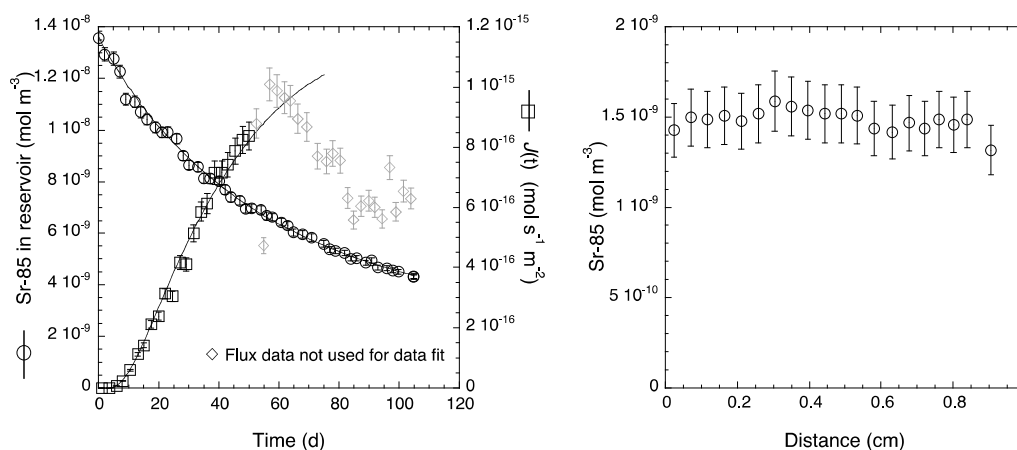 Sr-85 in reservoir (mol m⁻³)
1.4 10⁻⁸
1.2 10⁻⁸
1 10⁻⁸
8 10⁻⁹
6 10⁻⁹
4 10⁻⁹
2 10⁻⁹
0
0 20 40 60 80 100 120
Time (d)
Flux data not used for data fit
1.2 10⁻¹⁵
1 10⁻¹⁵
8 10⁻¹⁶
6 10⁻¹⁶
4 10⁻¹⁶
2 10⁻¹⁶
0
J(t) (mol s⁻¹ m⁻²)
Sr-85 (mol m⁻³)
2 10⁻⁹
1.5 10⁻⁹
1 10⁻⁹
5 10⁻¹⁰
0
0 0.2 0.4 0.6 0.8 1
Distance (cm)